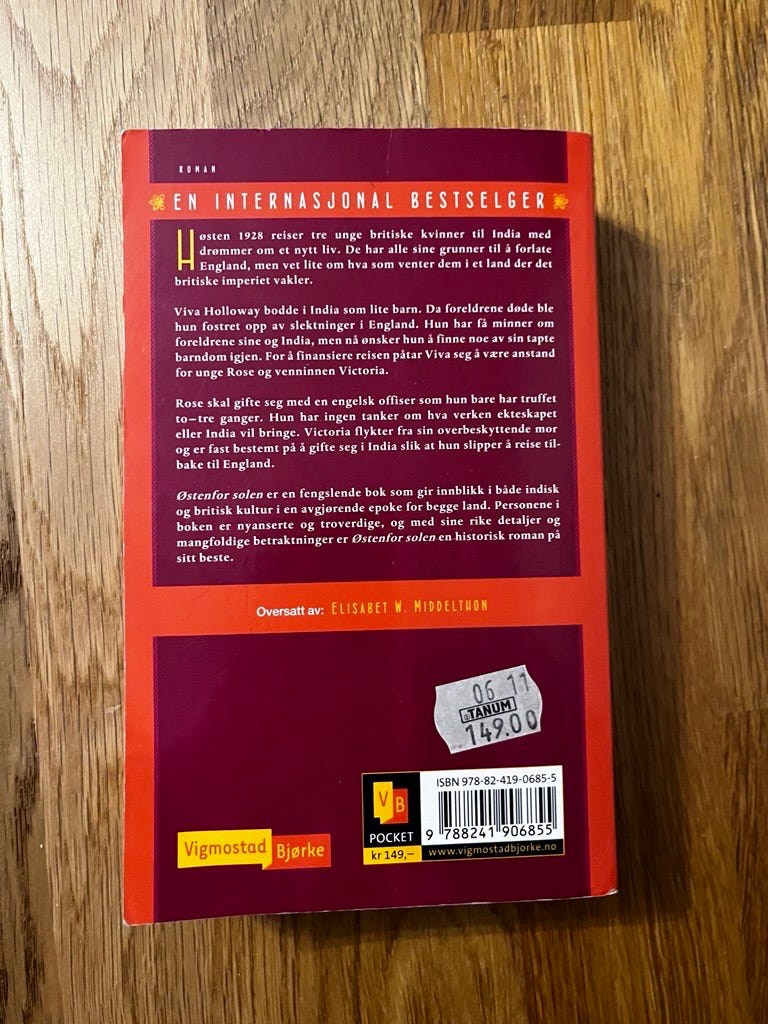 ROMAN
EN INTERNASJONAL BESTSELGER
Høsten 1928 reiser tre unge britiske kvinner til India med
drømmer om et nytt liv. De har alle sine grunner til å forlate
England, men vet lite om hva som venter dem i et land der det
britiske imperiet vakler.
Viva Holloway bodde i India som lite barn. Da foreldrene døde ble
hun fostret opp av slektninger i England. Hun har få minner om
foreldrene sine og India, men nå ønsker hun å finne noe av sin tapte
barndom igjen. For å finansiere reisen påtar Viva seg å være anstand
for unge Rose og venninnen Victoria.
Rose skal gifte seg med en engelsk offiser som hun bare har truffet
to–tre ganger. Hun har ingen tanker om hva verken ekteskapet
eller India vil bringe. Victoria flykter fra sin overbeskyttende mor
og er fast bestemt på å gifte seg i India slik at hun slipper å reise til-
bake til England.
Østenfor solen er en fengslende bok som gir innblikk i både indisk
og britisk kultur i en avgjørende epoke for begge land. Personene i
boken er nyanserte og troverdige, og med sine rike detaljer og
mangfoldige betraktninger er Østenfor solen en historisk roman på
sitt beste.
Oversatt av: ELISABET W. MIDDELTHON
06 11
TANUM
149.00
ISBN 978-82-419-0685-5
VB
POCKET
kr 149,–
9 788241 906855
www.vigmostadbjorke.no
Vigmostad
Bjørke